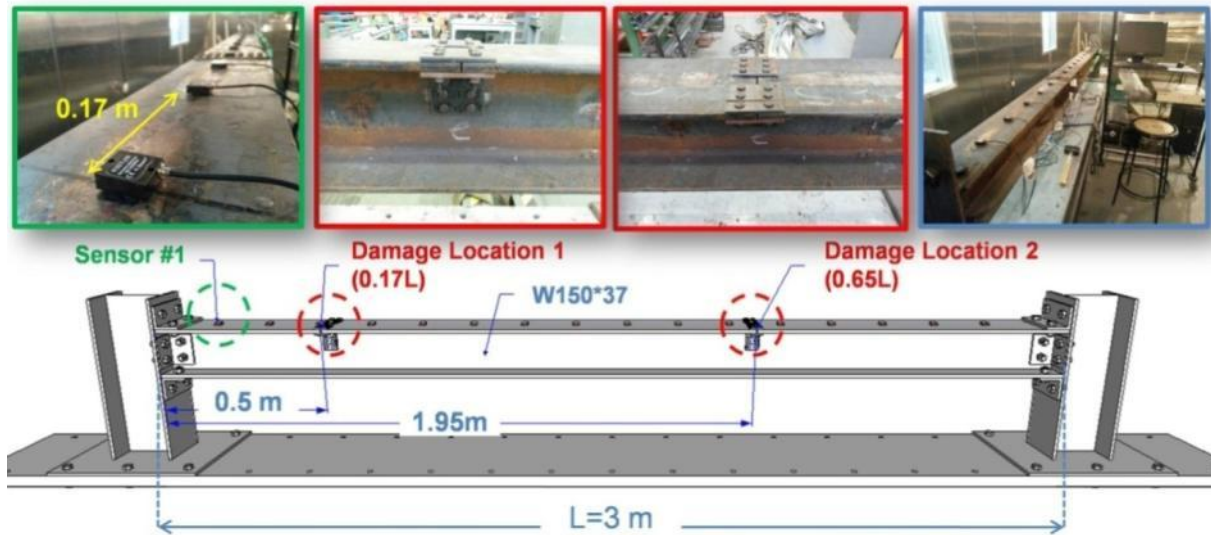 0.17 m
Sensor #1
Damage Location 1
(0.17L)
W150*37
Damage Location 2
(0.65L)
0.5 m
1.95m
L=3 m